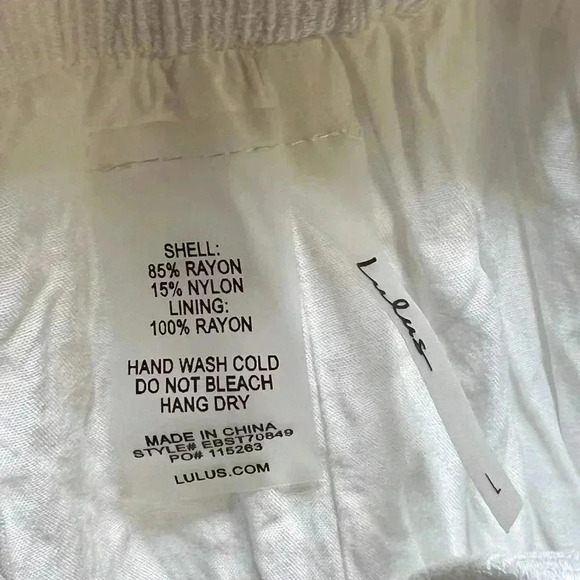 SHELL:
85% RAYON
15% NYLON
LINING:
100% RAYON
HAND WASH COLD
DO NOT BLEACH
HANG DRY
MADE IN CHINA
STYLE# EBST70849
PO# 115263
LULUS.COM
Lulus